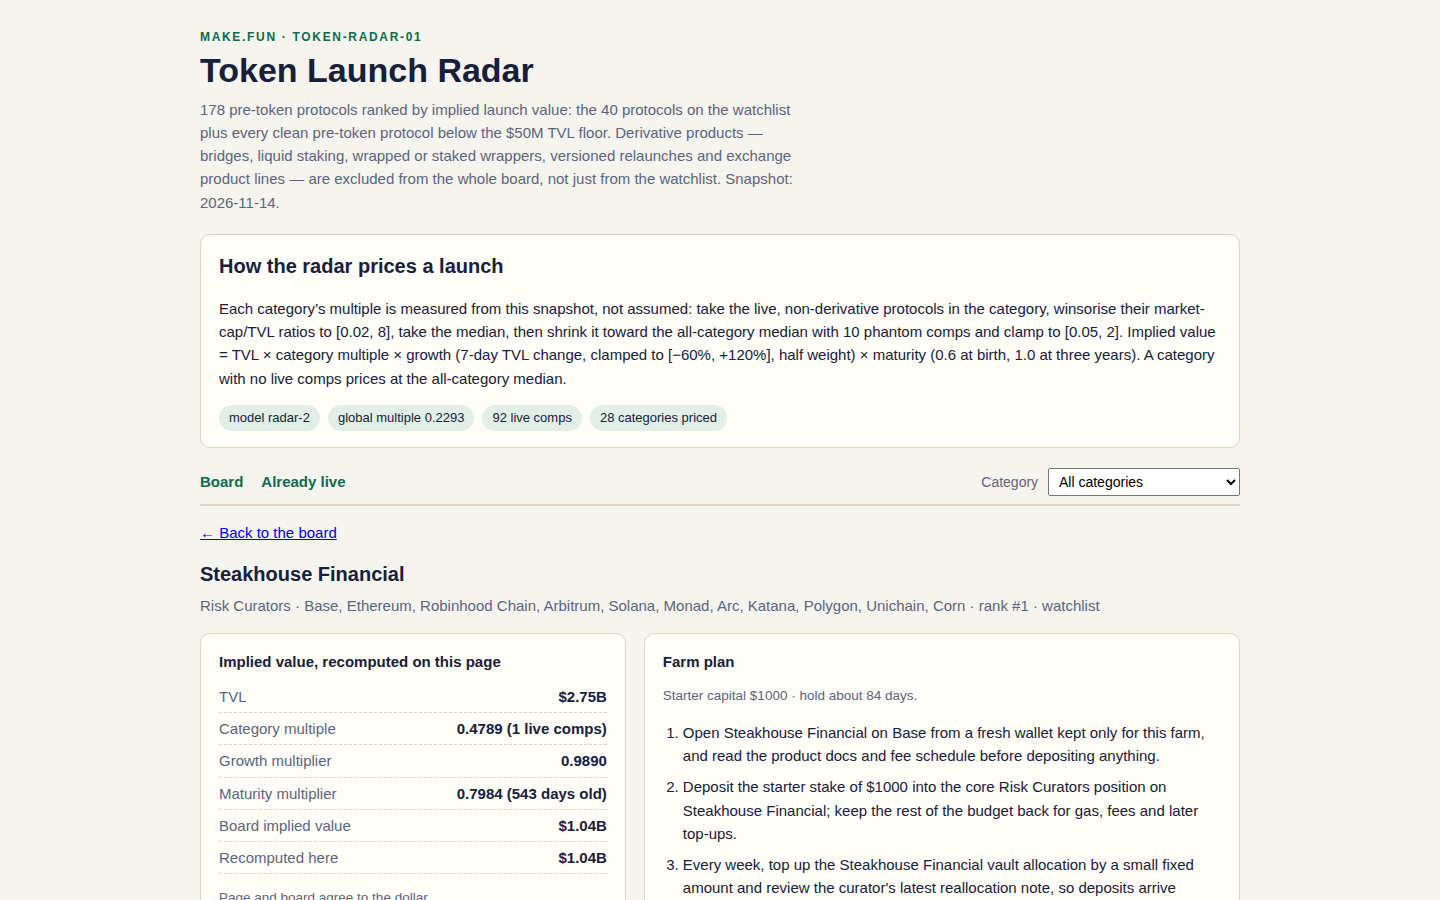 MAKE.FUN · TOKEN-RADAR-01
Token Launch Radar
178 pre-token protocols ranked by implied launch value: the 40 protocols on the watchlist
plus every clean pre-token protocol below the $50M TVL floor. Derivative products —
bridges, liquid staking, wrapped or staked wrappers, versioned relaunches and exchange
product lines — are excluded from the whole board, not just from the watchlist. Snapshot:
2026-11-14.
How the radar prices a launch
Each category’s multiple is measured from this snapshot, not assumed: take the live, non-derivative protocols in the category, winsorise their market-
cap/TVL ratios to [0.02, 8], take the median, then shrink it toward the all-category median with 10 phantom comps and clamp to [0.05, 2]. Implied value
= TVL × category multiple × growth (7-day TVL change, clamped to [−60%, +120%], half weight) × maturity (0.6 at birth, 1.0 at three years). A category
with no live comps prices at the all-category median.
model radar-2 global multiple 0.2293 92 live comps 28 categories priced
Board Already live Category All categories
← Back to the board
Steakhouse Financial
Risk Curators · Base, Ethereum, Robinhood Chain, Arbitrum, Solana, Monad, Arc, Katana, Polygon, Unichain, Corn · rank #1 · watchlist
Implied value, recomputed on this page
TVL $2.75B
Category multiple 0.4789 (1 live comps)
Growth multiplier 0.9890
Maturity multiplier 0.7984 (543 days old)
Board implied value $1.04B
Recomputed here $1.04B
Page and board agree to the dollar.
Farm plan
Starter capital $1000 · hold about 84 days.
1. Open Steakhouse Financial on Base from a fresh wallet kept only for this farm,
and read the product docs and fee schedule before depositing anything.
2. Deposit the starter stake of $1000 into the core Risk Curators position on
Steakhouse Financial; keep the rest of the budget back for gas, fees and later
top-ups.
3. Every week, top up the Steakhouse Financial vault allocation by a small fixed
amount and review the curator's latest reallocation note, so deposits arrive